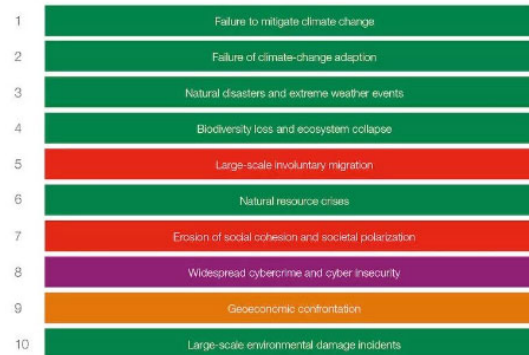 1 Failure to mitigate climate change
2 Failure of climate-change adaption
3 Natural disasters and extreme weather events
4 Biodiversity loss and ecosystem collapse
5 Large-scale involuntary migration
6 Natural resource crises
7 Erosion of social cohesion and societal polarization
8 Widespread cybercrime and cyber insecurity
9 Geoeconomic confrontation
10 Large-scale environmental damage incidents